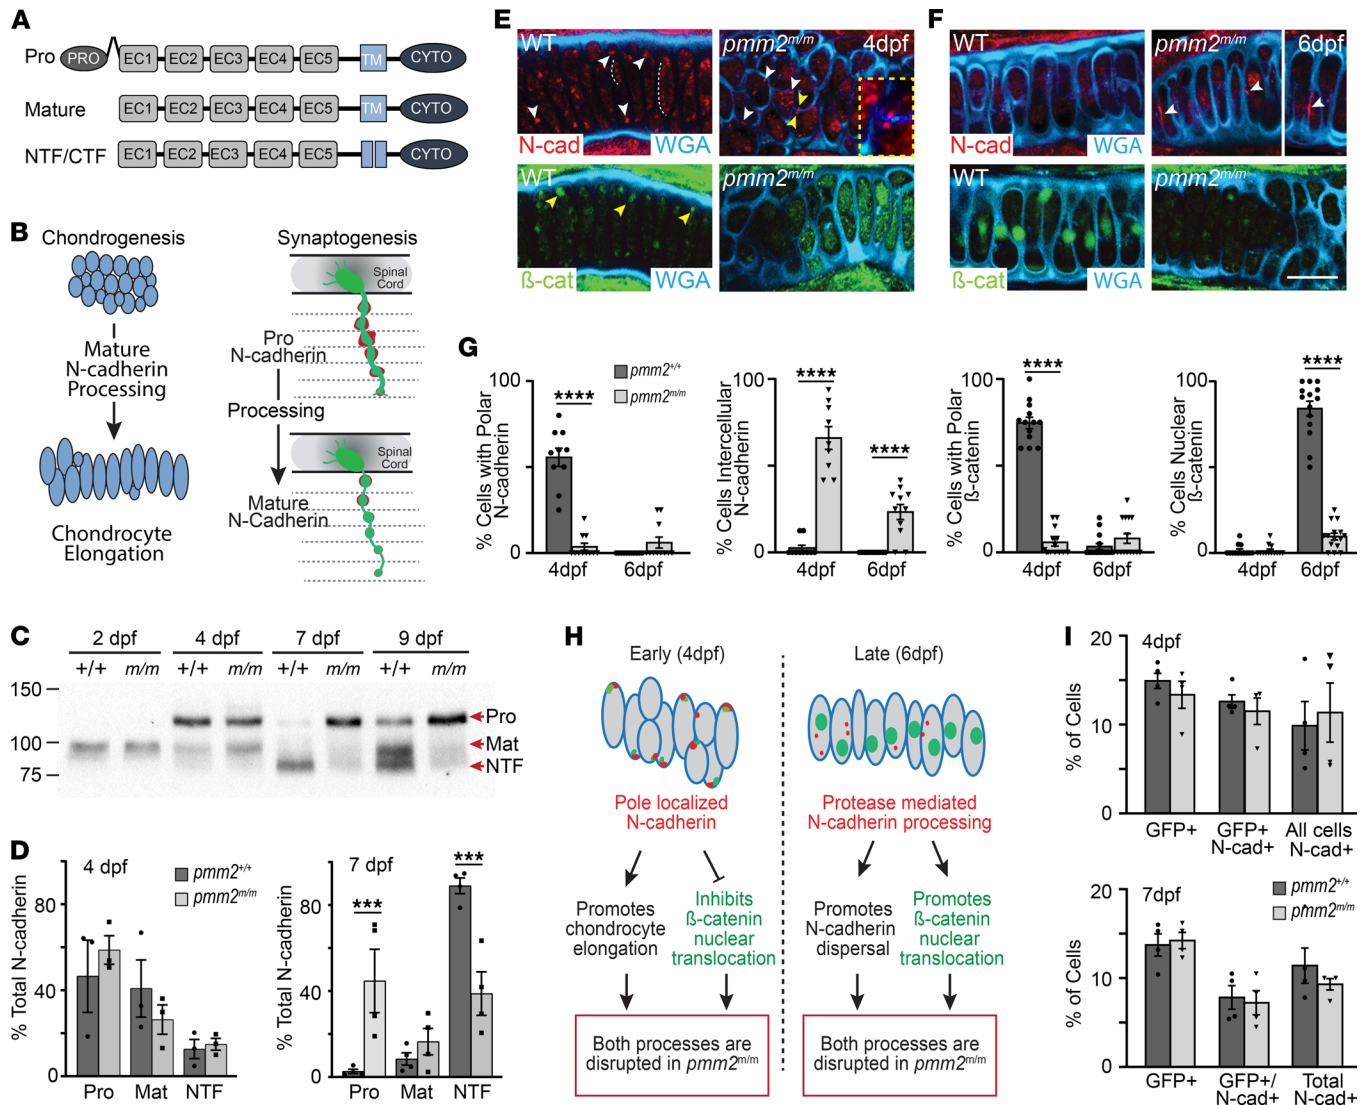 A
Pro
PRO
EC1
EC2
EC3
EC4
EC5
TM
CYTO
Mature
EC1
EC2
EC3
EC4
EC5
TM
CYTO
NTF/CTF
EC1
EC2
EC3
EC4
EC5
CYTO
B
Chondrogenesis
Mature
N-cadherin
Processing
Chondrocyte
Elongation
Synaptogenesis
Spinal
Cord
Pro
N-cadherin
Processing
Spinal
Cord
Mature
N-Cadherin
C
2 dpf
4 dpf
7 dpf
9 dpf
+/+
m/m
+/+
m/m
+/+
m/m
+/+
m/m
150
100
75
Pro
Mat
NTF
D
% Total N-cadherin
4 dpf
pmm2+/+
pmm2m/m
80
40
0
Pro
Mat
NTF
% Total N-cadherin
7 dpf
***
***
80
40
0
Pro
Mat
NTF
E
WT
N-cad
WGA
pmm2m/m
4dpf
WT
ß-cat
WGA
pmm2m/m
F
WT
N-cad
WGA
pmm2m/m
6dpf
WT
ß-cat
WGA
pmm2m/m
G
% Cells with Polar
N-cadherin
100
0
****
pmm2+/+
pmm2m/m
4dpf
6dpf
% Cells Intercellular
N-cadherin
100
0
****
****
4dpf
6dpf
% Cells with Polar
ß-catenin
100
0
****
4dpf
6dpf
% Cells Nuclear
ß-catenin
100
0
****
4dpf
6dpf
H
Early (4dpf)
Pole localized
N-cadherin
Promotes
chondrocyte
elongation
Inhibits
ß-catenin
nuclear
translocation
Both processes are
disrupted in pmm2m/m
Late (6dpf)
Protease mediated
N-cadherin processing
Promotes
N-cadherin
dispersal
Promotes
ß-catenin
nuclear
translocation
Both processes are
disrupted in pmm2m/m
I
% of Cells
20
10
0
4dpf
GFP+
GFP+
N-cad+
All cells
N-cad+
% of Cells
20
10
0
7dpf
pmm2+/+
pmm2m/m
GFP+
GFP+/
N-cad+
Total
N-cad+